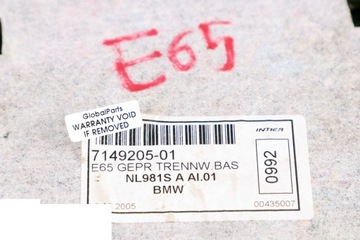 E65
GlobalParts
WARRANTY VOID
IF REMOVED
INTIER
7149205-01
E65 GEPR TRENNW.BAS
NL981S A AI.01
BMW
0992
2005
00435007